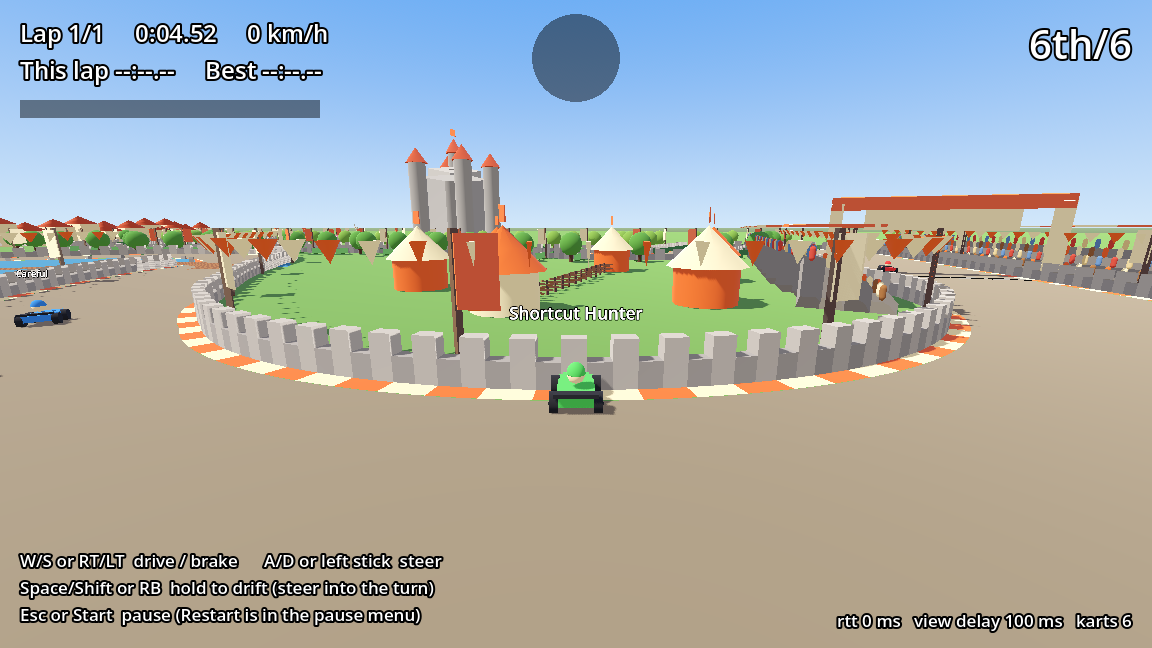 Lap 1/1 0:04.52 0 km/h
6th/6
This lap --:--.-- Best --:--.--
Careful
Shortcut Hunter
W/S or RT/LT drive / brake A/D or left stick steer
Space/Shift or RB hold to drift (steer into the turn)
Esc or Start pause (Restart is in the pause menu)
rtt 0 ms view delay 100 ms karts 6